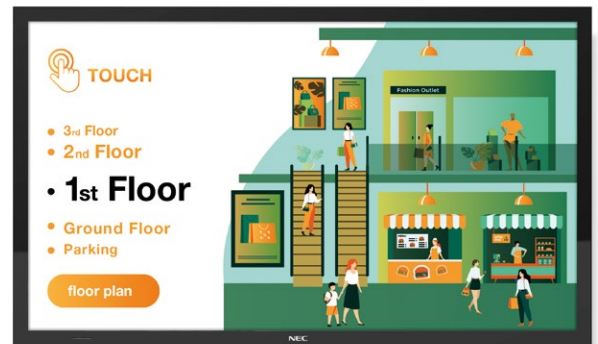 TOUCH
3rd Floor
2nd Floor
1st Floor
Ground Floor
Parking
floor plan
Fashion Outlet
NEC